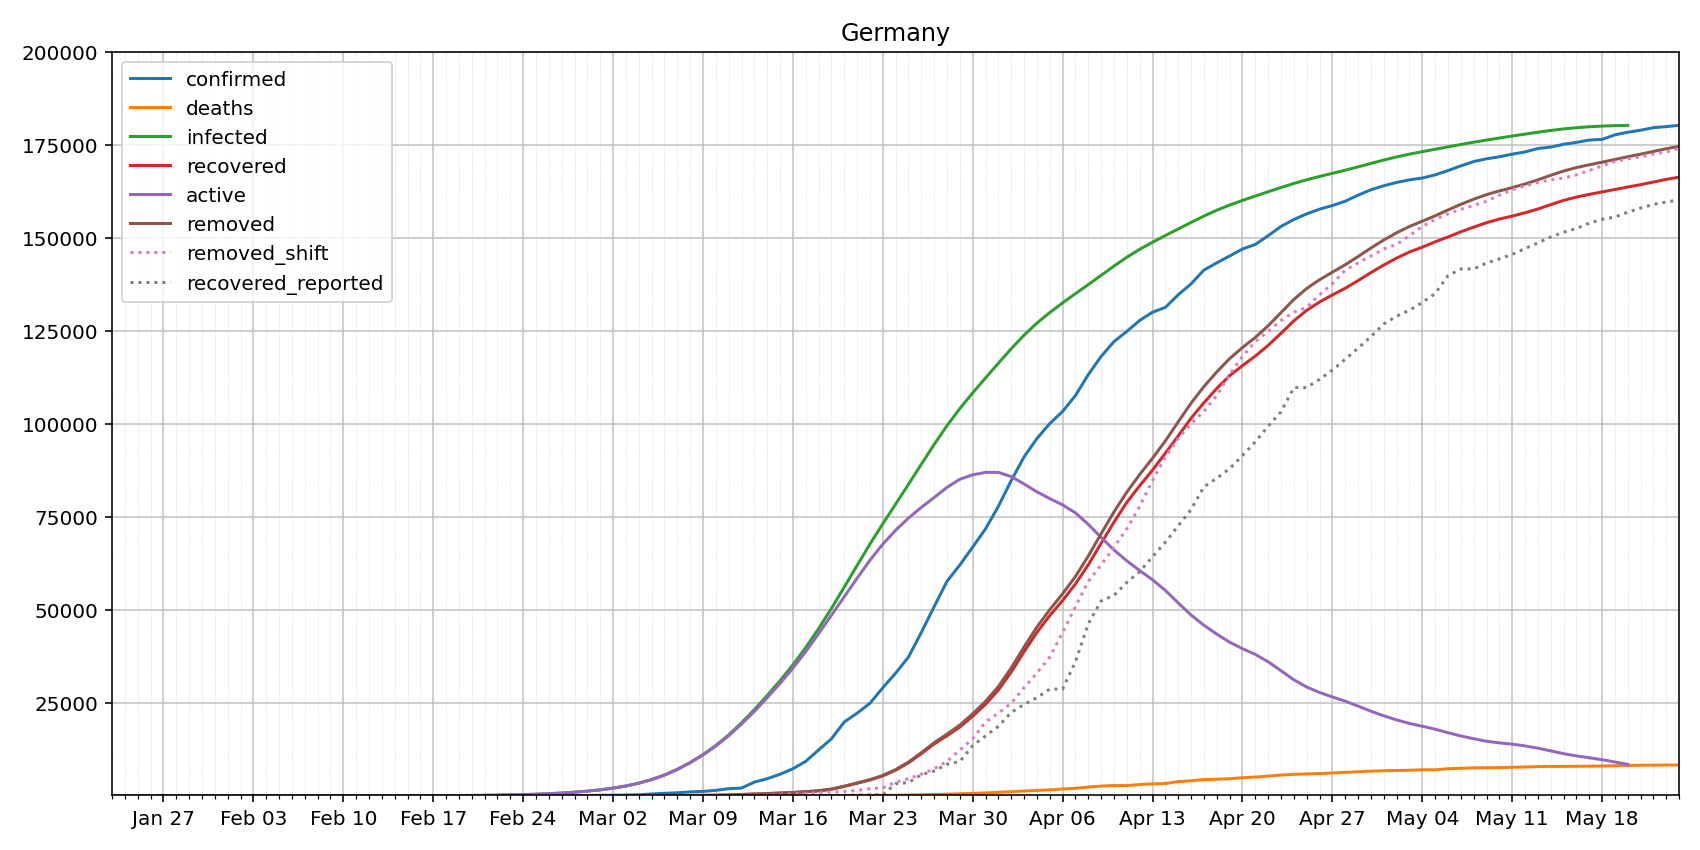 Germany
200000
175000
150000
125000
100000
75000
50000
25000
confirmed
deaths
infected
recovered
active
removed
removed_shift
recovered_reported
Jan 27 Feb 03 Feb 10 Feb 17 Feb 24 Mar 02 Mar 09 Mar 16 Mar 23 Mar 30 Apr 06 Apr 13 Apr 20 Apr 27 May 04 May 11 May 18